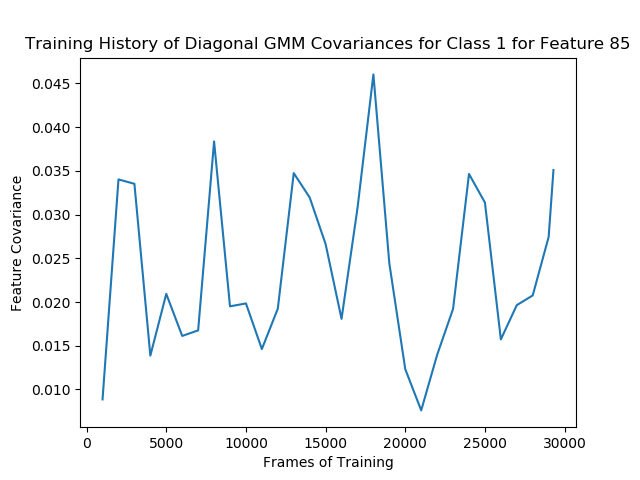 Training History of Diagonal GMM Covariances for Class 1 for Feature 85
0.045
0.040
0.035
0.030
0.025
0.020
0.015
0.010
Feature Covariance
0 5000 10000 15000 20000 25000 30000
Frames of Training